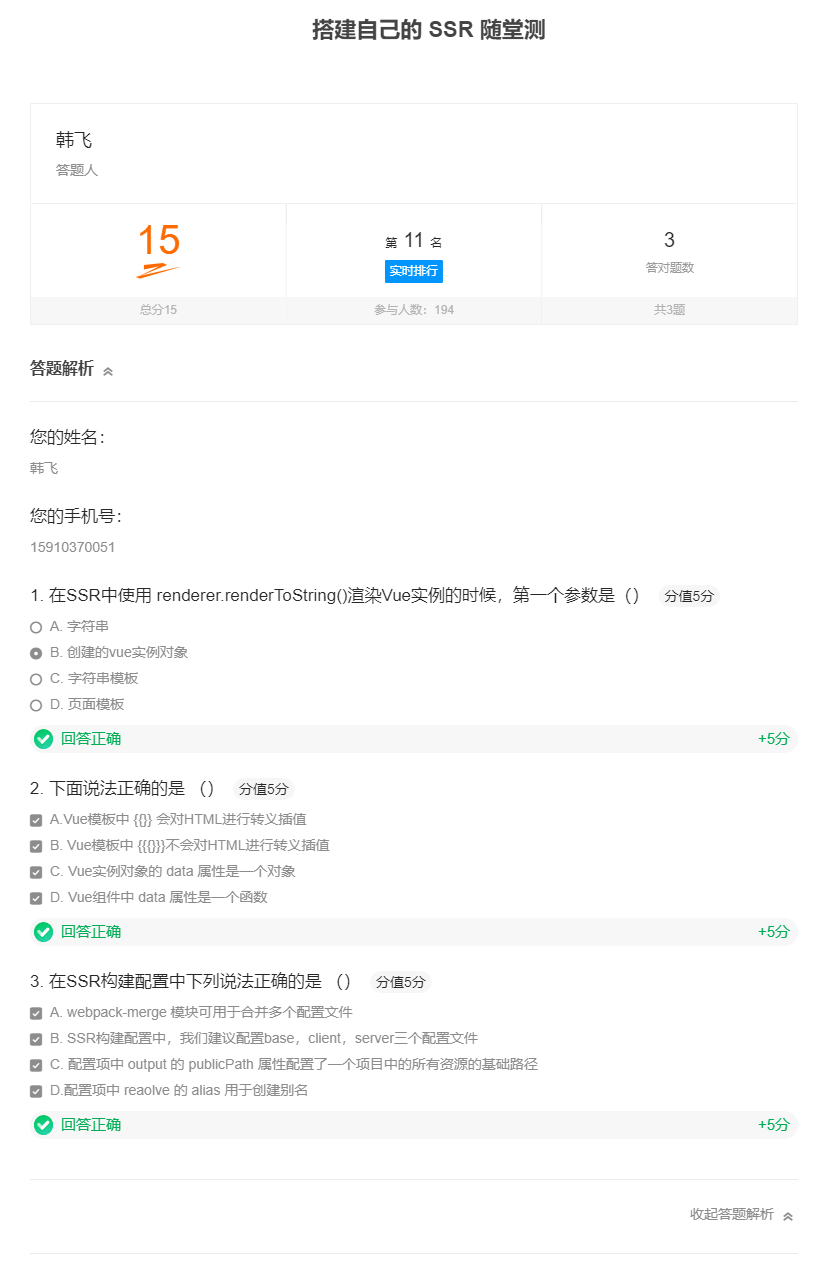 搭建自己的 SSR 随堂测
韩飞
答题人
15
第 11 名
3
实时排行
答对题数
总分15
参与人数：194
共3题
答题解析
您的姓名：
韩飞
您的手机号：
15910370051
1. 在SSR中使用 renderer.renderToString()渲染Vue实例的时候，第一个参数是（） 分值5分
A. 字符串
B. 创建的vue实例对象
C. 字符串模板
D. 页面模板
回答正确 +5分
2. 下面说法正确的是 （） 分值5分
A.Vue模板中 {{}} 会对HTML进行转义插值
B. Vue模板中 {{{}}}不会对HTML进行转义插值
C. Vue实例对象的 data 属性是一个对象
D. Vue组件中 data 属性是一个函数
回答正确 +5分
3. 在SSR构建配置中下列说法正确的是 （） 分值5分
A. webpack-merge 模块可用于合并多个配置文件
B. SSR构建配置中，我们建议配置base，client，server三个配置文件
C. 配置项中 output 的 publicPath 属性配置了一个项目中的所有资源的基础路径
D.配置项中 reaolve 的 alias 用于创建别名
回答正确 +5分
收起答题解析